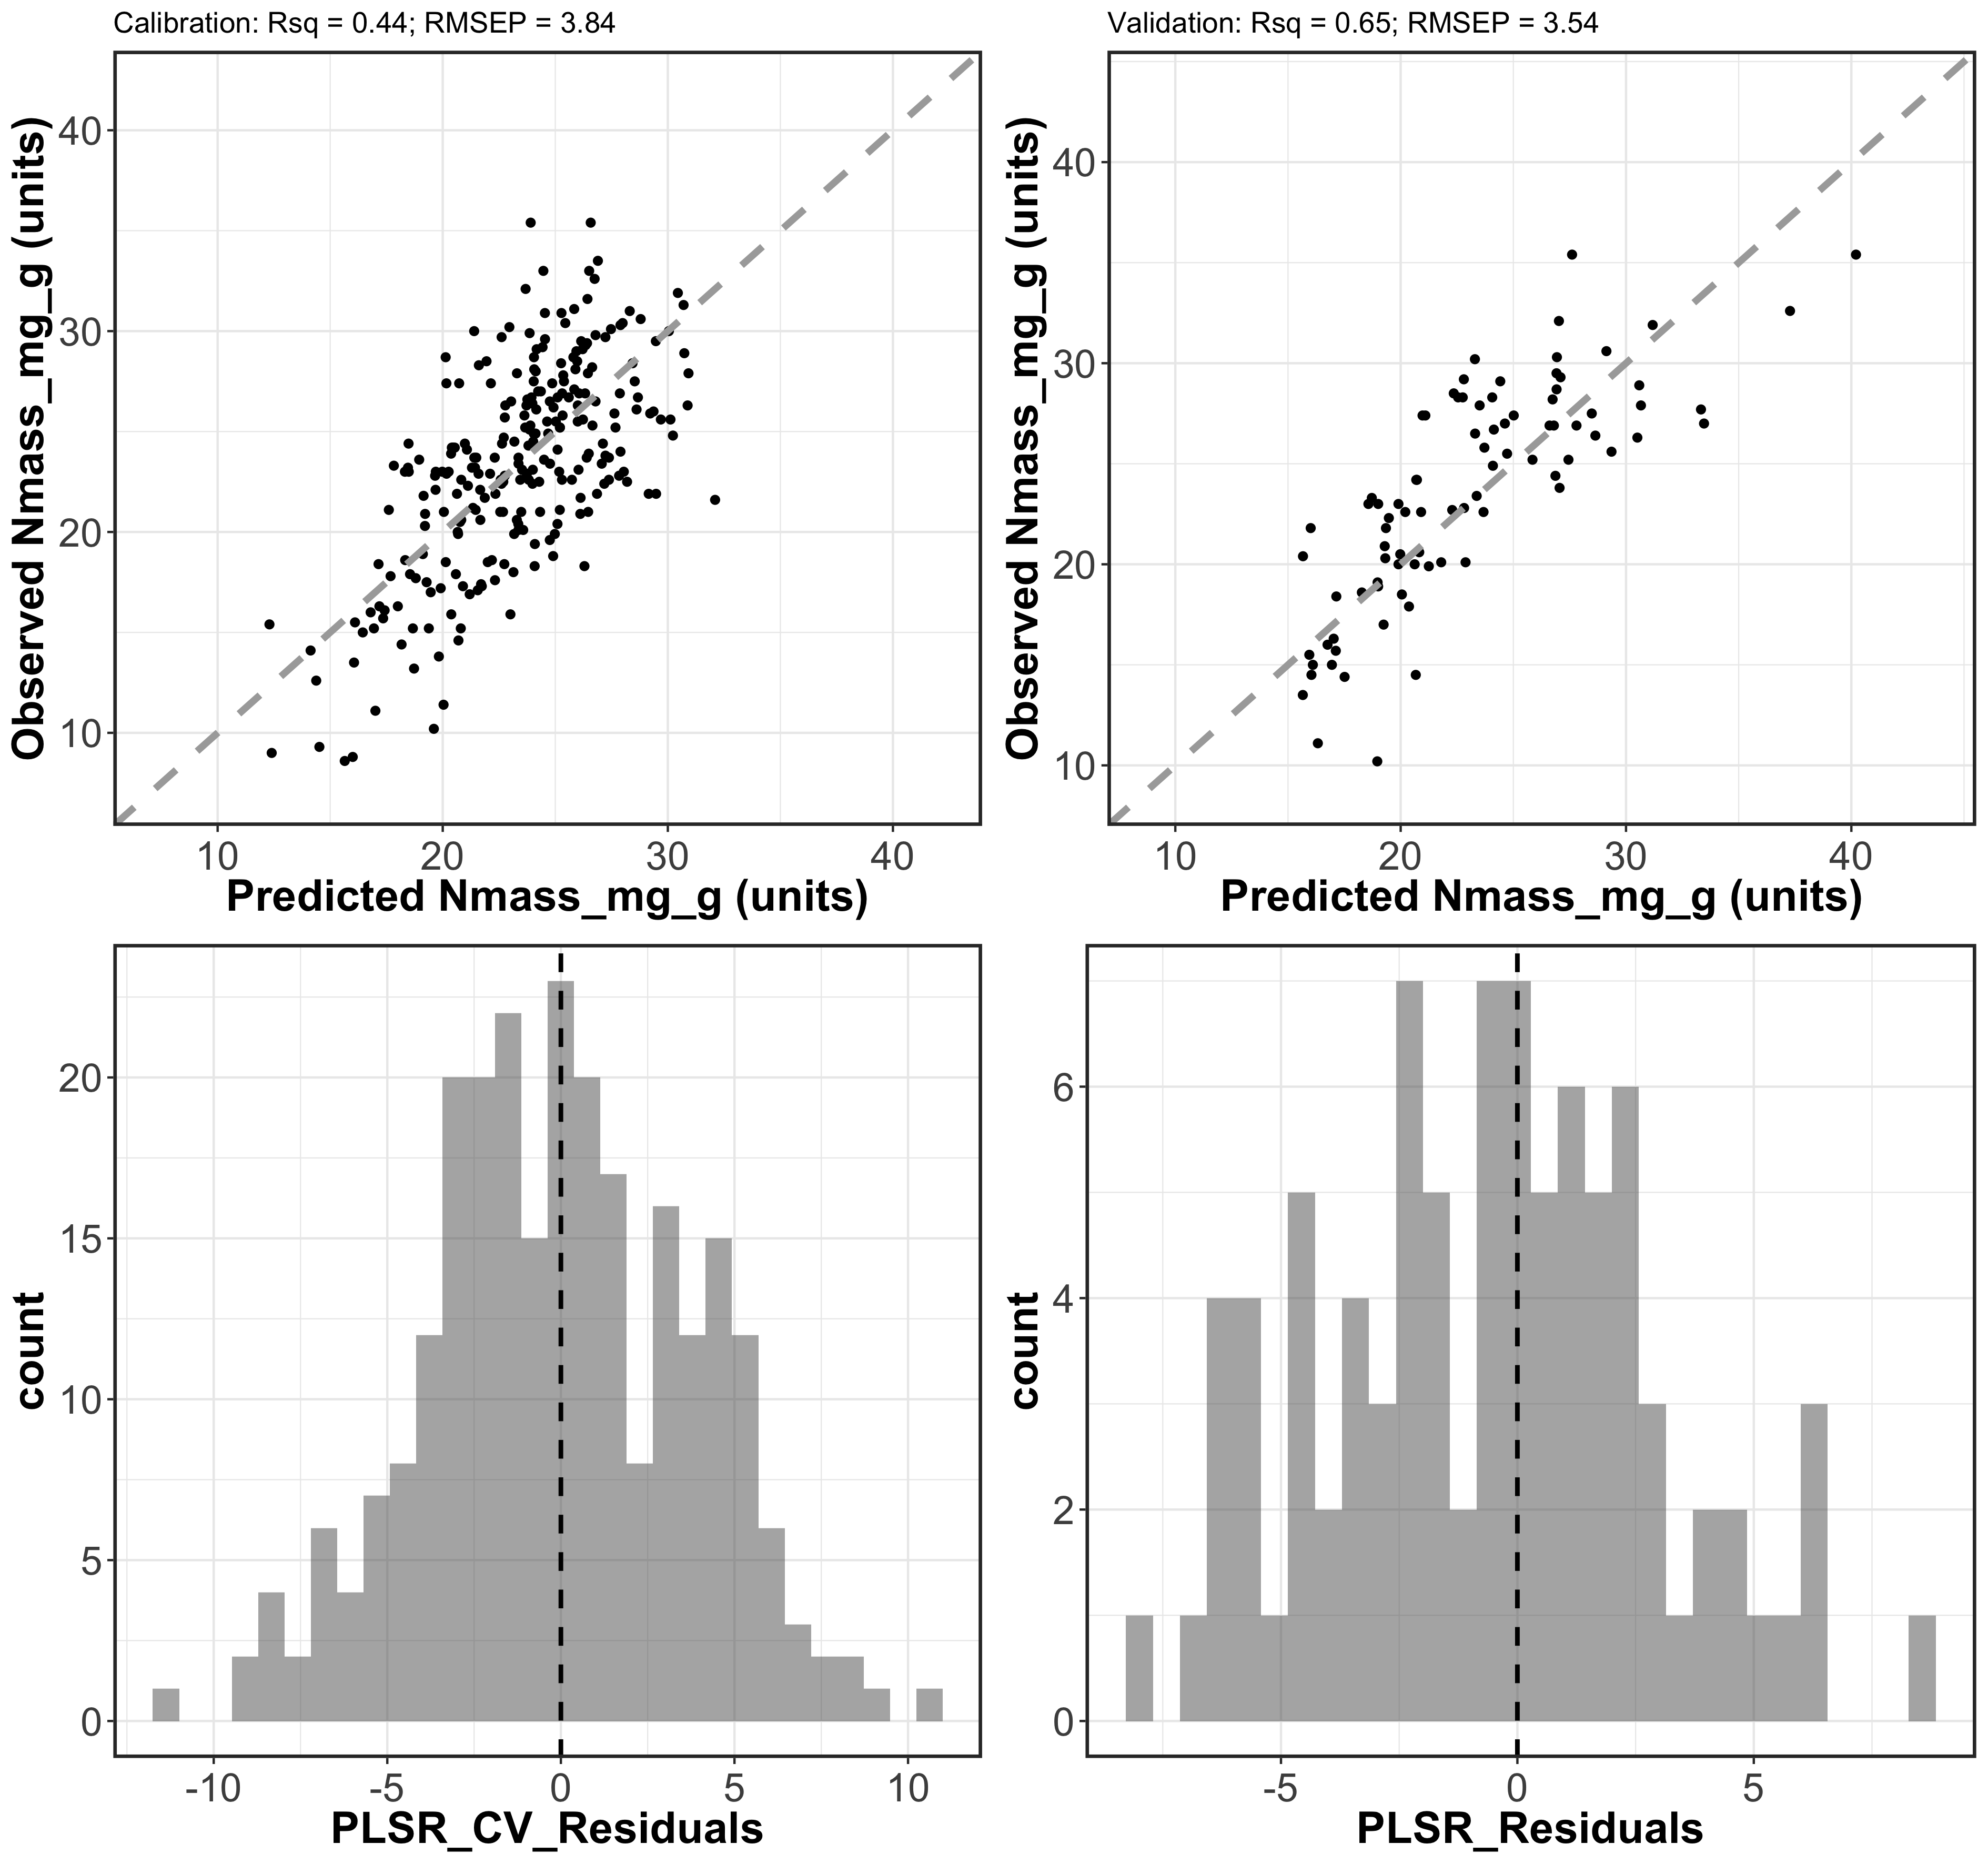 Calibration: Rsq = 0.44; RMSEP = 3.84
Observed Nmass_mg_g (units)
40
30
20
10
10 20 30 40
Predicted Nmass_mg_g (units)
Validation: Rsq = 0.65; RMSEP = 3.54
Observed Nmass_mg_g (units)
40
30
20
10
10 20 30 40
Predicted Nmass_mg_g (units)
count
20
15
10
5
0
-10 -5 0 5 10
PLSR_CV_Residuals
count
6
4
2
0
-5 0 5
PLSR_Residuals